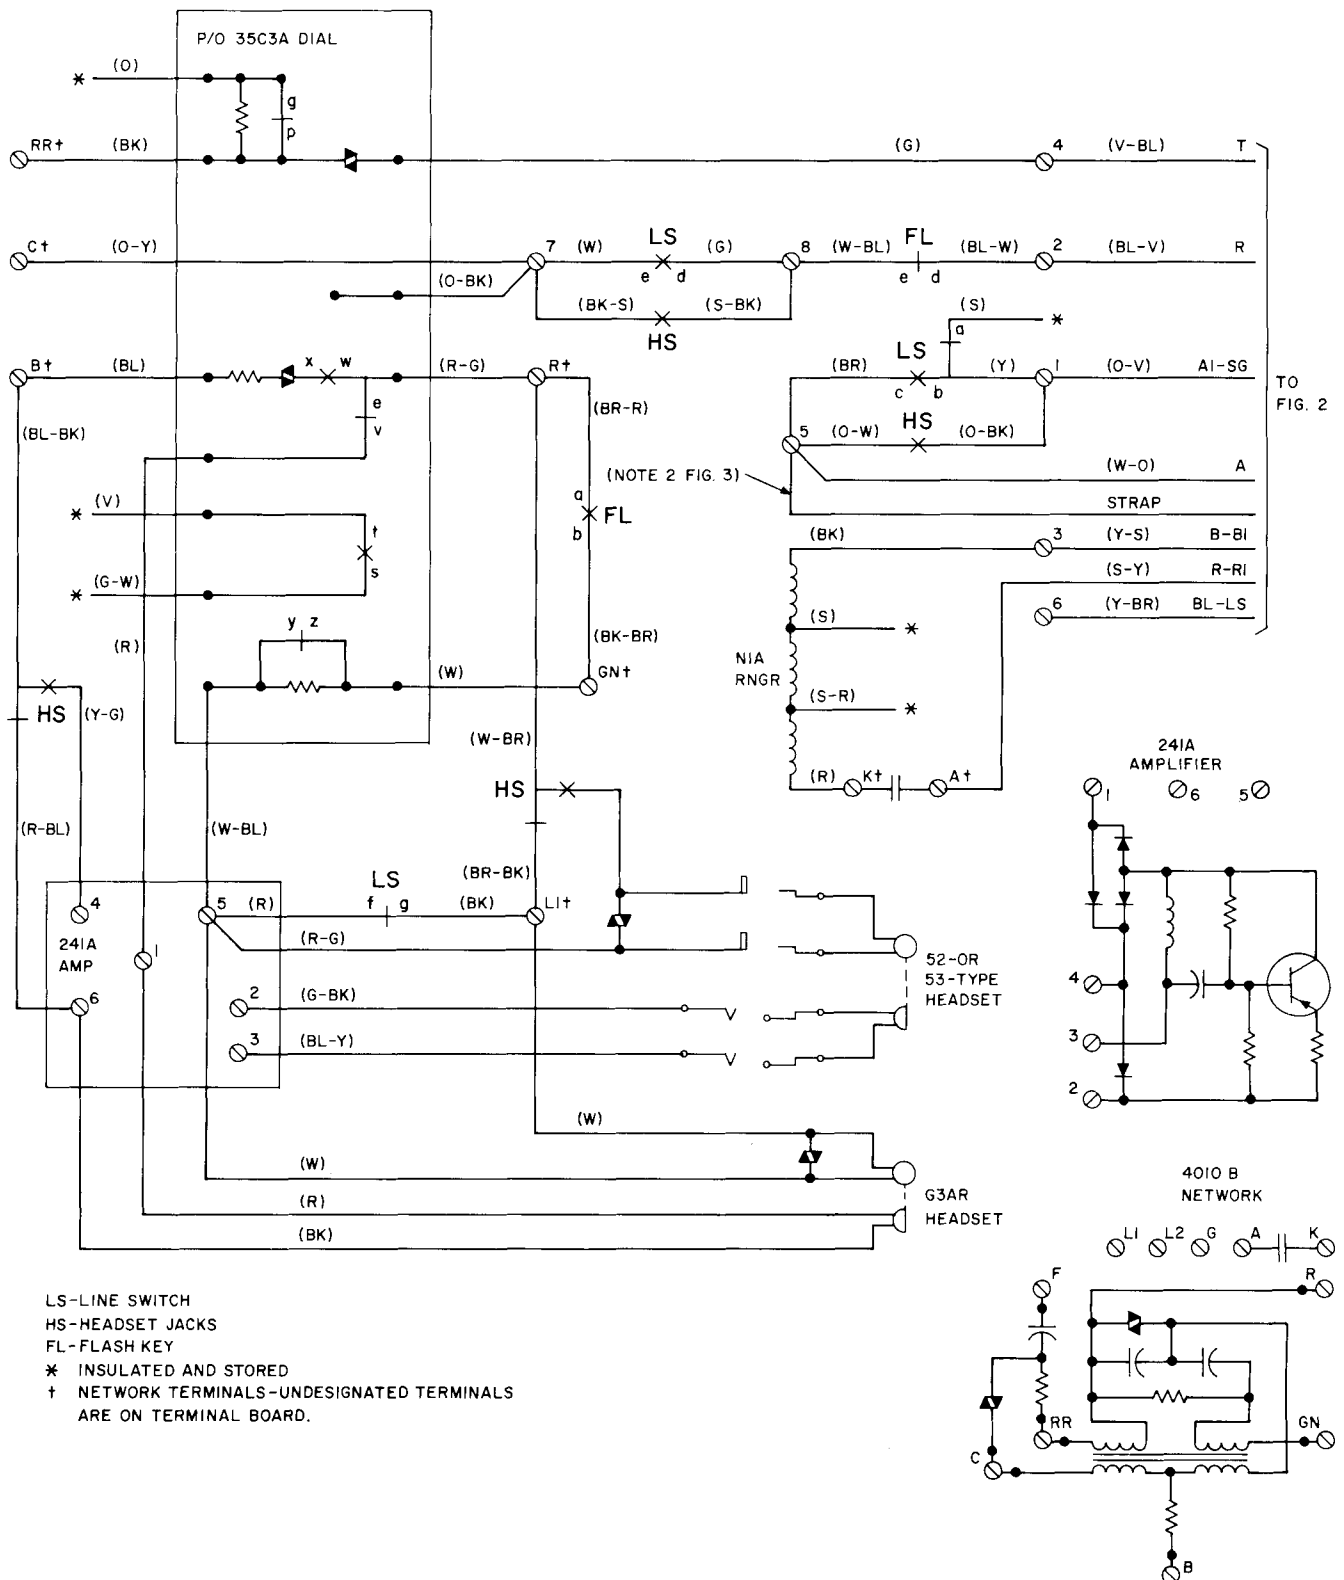 P/O 35C3A DIAL
* (O)
g
p
RR† (BK) (G) 4 (V-BL) T
C† (O-Y) 7 (W) LS (G) 8 (W-BL) FL (BL-W) 2 (BL-V) R
e d e d
(O-BK) (BK-S) (S-BK)
HS
(S) *
a
B† (BL) x w (R-G) R† (BR) LS (Y) 1 (O-V) A1-SG
c b
TO
FIG. 2
e
v
(BR-R)
(BL-BK)
5 (O-W) HS (O-BK)
(NOTE 2 FIG. 3) (W-O) A
STRAP
* (V)
a
FL
b
t
s
(BK) 3 (Y-S) B-B1
(S-Y) R-R1
* (G-W)
6 (Y-BR) BL-LS
(R) y z (BK-BR)
(S) *
N1A
RNGR
(W) GN†
(S-R) *
HS (Y-G)
(W-BR)
(R) K† A†
HS
241A
AMPLIFIER
1 6 5
(R-BL) (W-BL)
(BR-BK)
LS
4 5 (R) f g (BK) L1†
241A
AMP
1 (R-G)
52-OR
53-TYPE
HEADSET
6 2 (G-BK)
3 (BL-Y)
4
3
2
(W)
(W)
(R)
(BK)
G3AR
HEADSET
4010 B
NETWORK
L1 L2 G A K
F R
RR GN
C
B
LS-LINE SWITCH
HS-HEADSET JACKS
FL-FLASH KEY
* INSULATED AND STORED
† NETWORK TERMINALS-UNDESIGNATED TERMINALS
ARE ON TERMINAL BOARD.